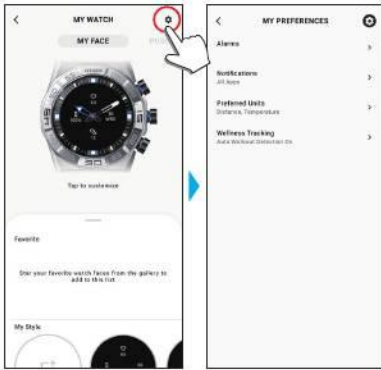 MY WATCH
MY FACE
Tap to customize
Favorite
Star your favorite watch faces from the gallery to
add to this list
My Style
MY PREFERENCES
Alarms
Notifications
All Apps
Preferred Units
Distance, Temperature
Wellness Tracking
Auto Workout Detection On